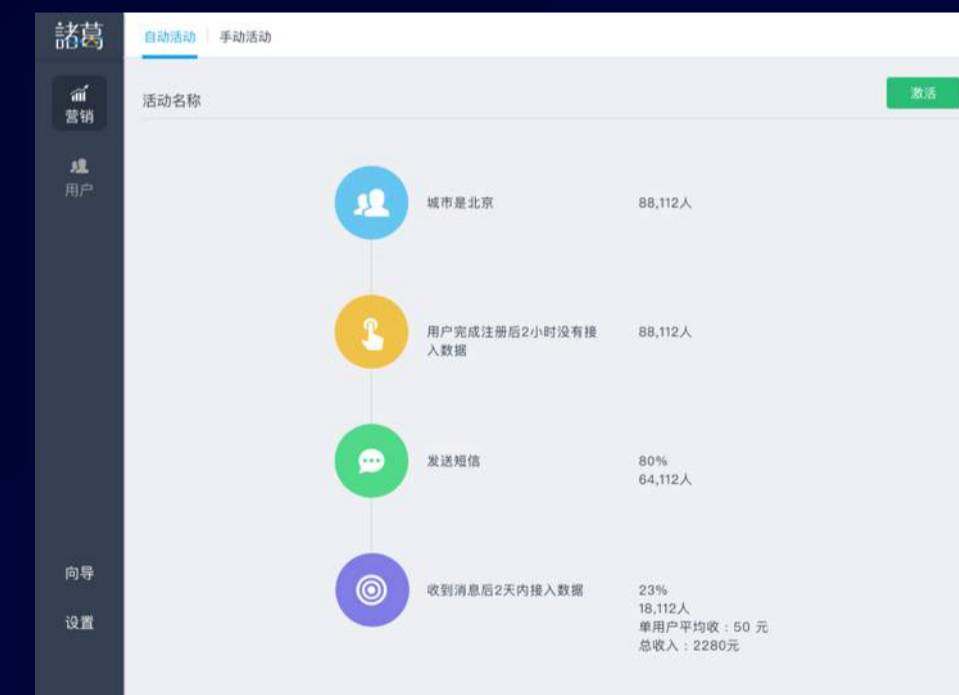 諸葛
自动活动 手动活动
营销
活动名称
激活
用户
城市是北京 88,112人
用户完成注册后2小时没有接 88,112人
入数据
发送短信 80%
64,112人
收到消息后2天内接入数据 23%
18,112人
单用户平均收：50 元
总收入：2280元
向导
设置